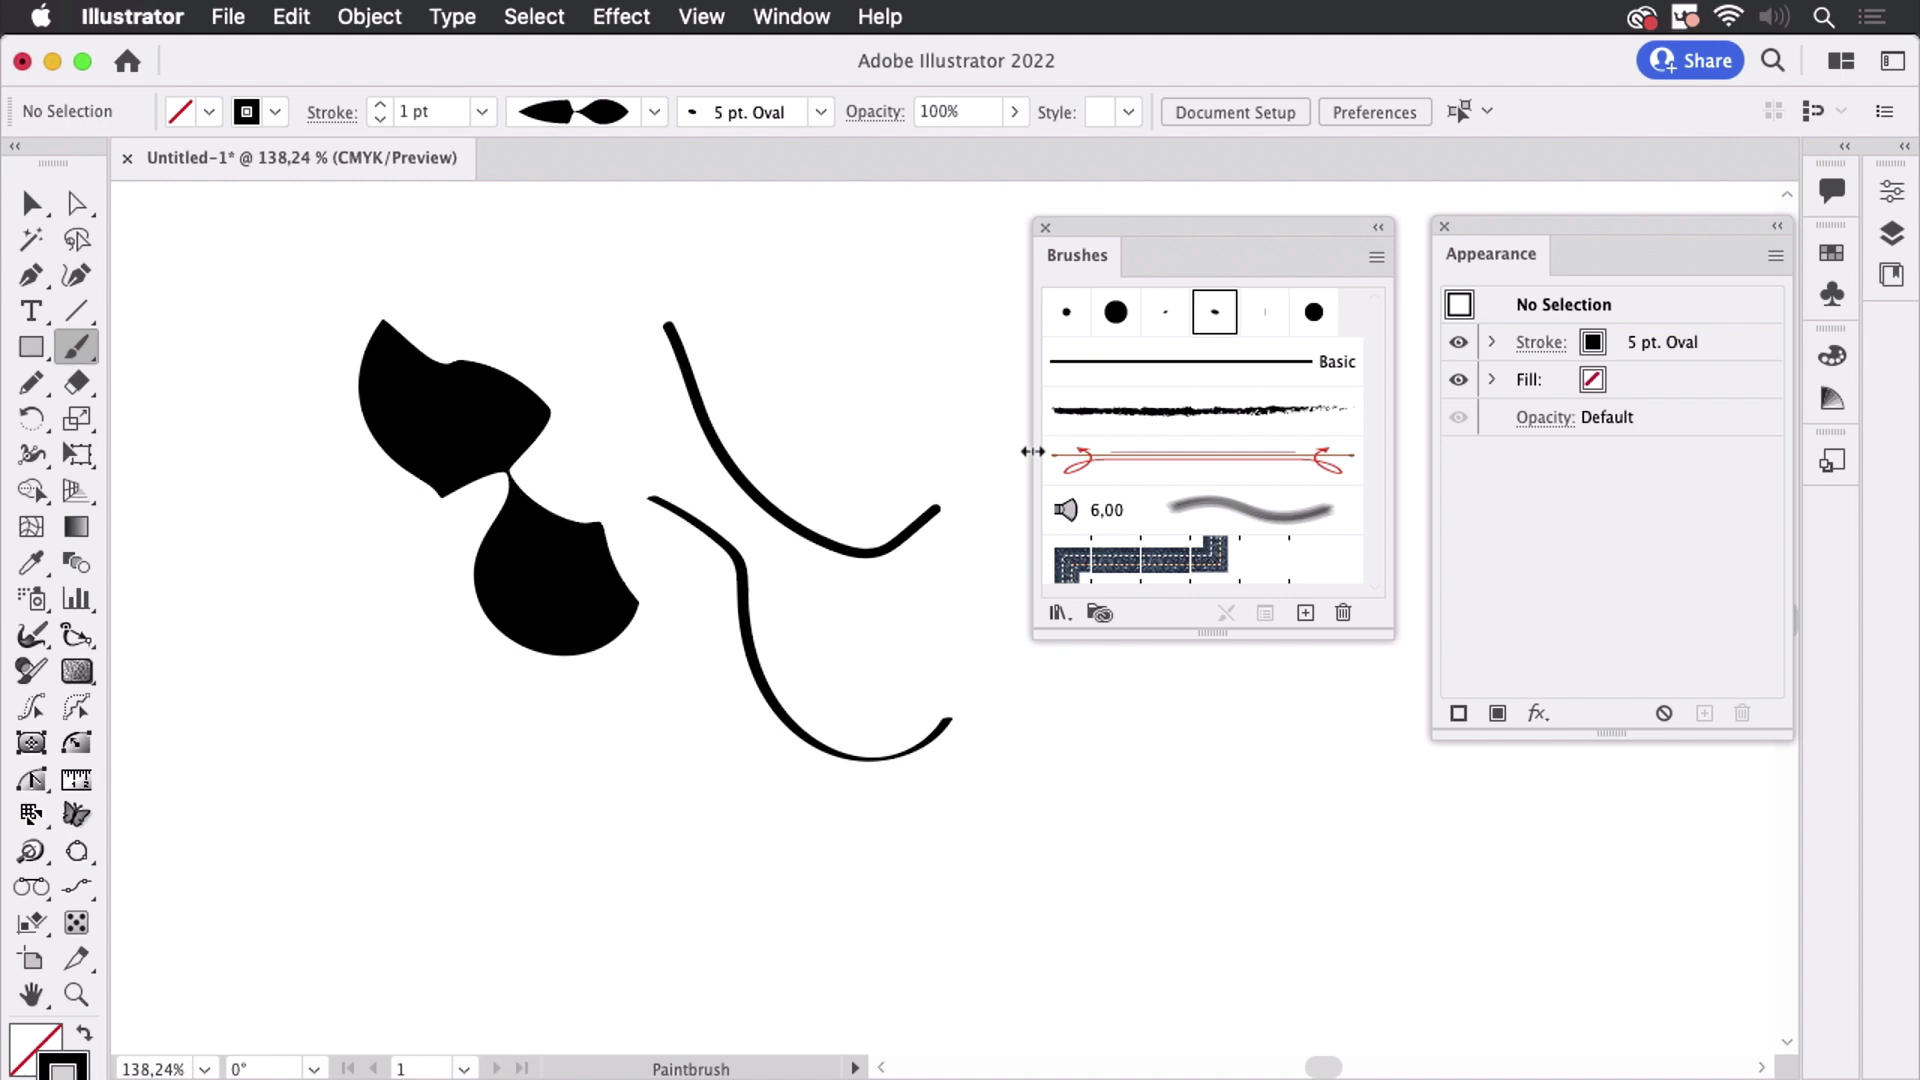 Illustrator File Edit Object Type Select Effect View Window Help
Adobe Illustrator 2022
Share
No Selection Stroke: 1 pt 5 pt. Oval Opacity: 100% Style: Document Setup Preferences
Untitled-1* @ 138,24 % (CMYK/Preview)
Brushes
Basic
6,00
Appearance
No Selection
Stroke: 5 pt. Oval
Fill:
Opacity: Default
fx
138,24% 0° 1 Paintbrush